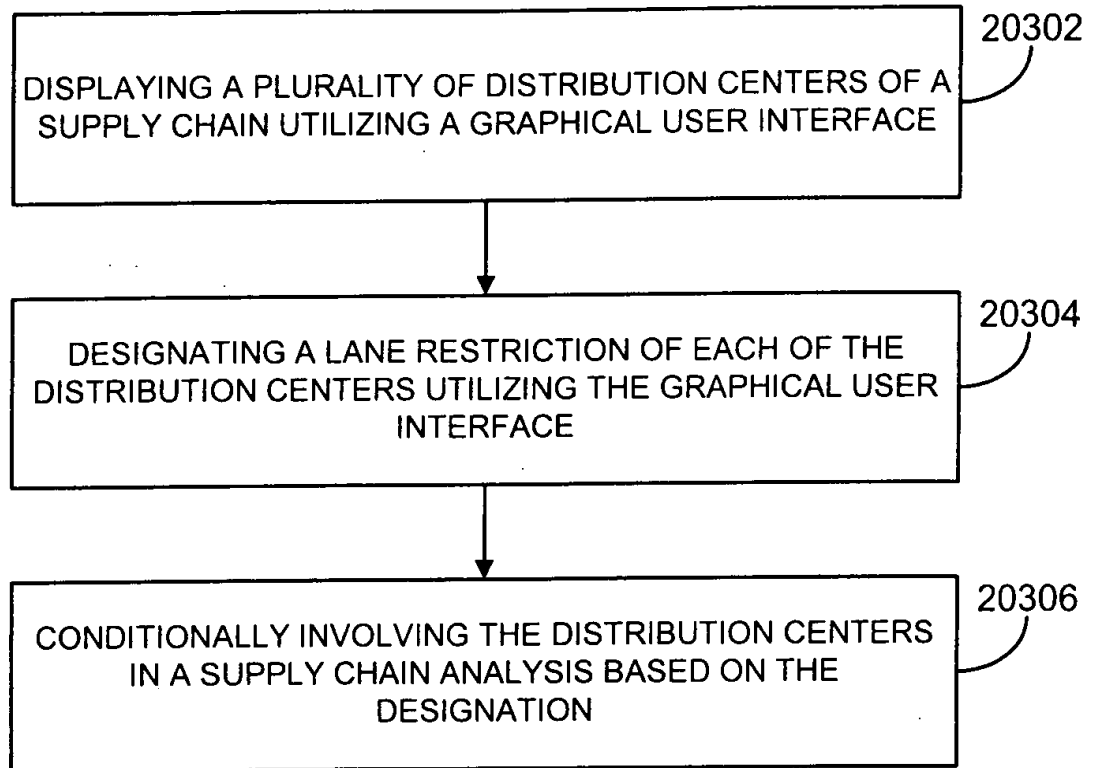 20302
DISPLAYING A PLURALITY OF DISTRIBUTION CENTERS OF A
SUPPLY CHAIN UTILIZING A GRAPHICAL USER INTERFACE
20304
DESIGNATING A LANE RESTRICTION OF EACH OF THE
DISTRIBUTION CENTERS UTILIZING THE GRAPHICAL USER
INTERFACE
20306
CONDITIONALLY INVOLVING THE DISTRIBUTION CENTERS
IN A SUPPLY CHAIN ANALYSIS BASED ON THE
DESIGNATION